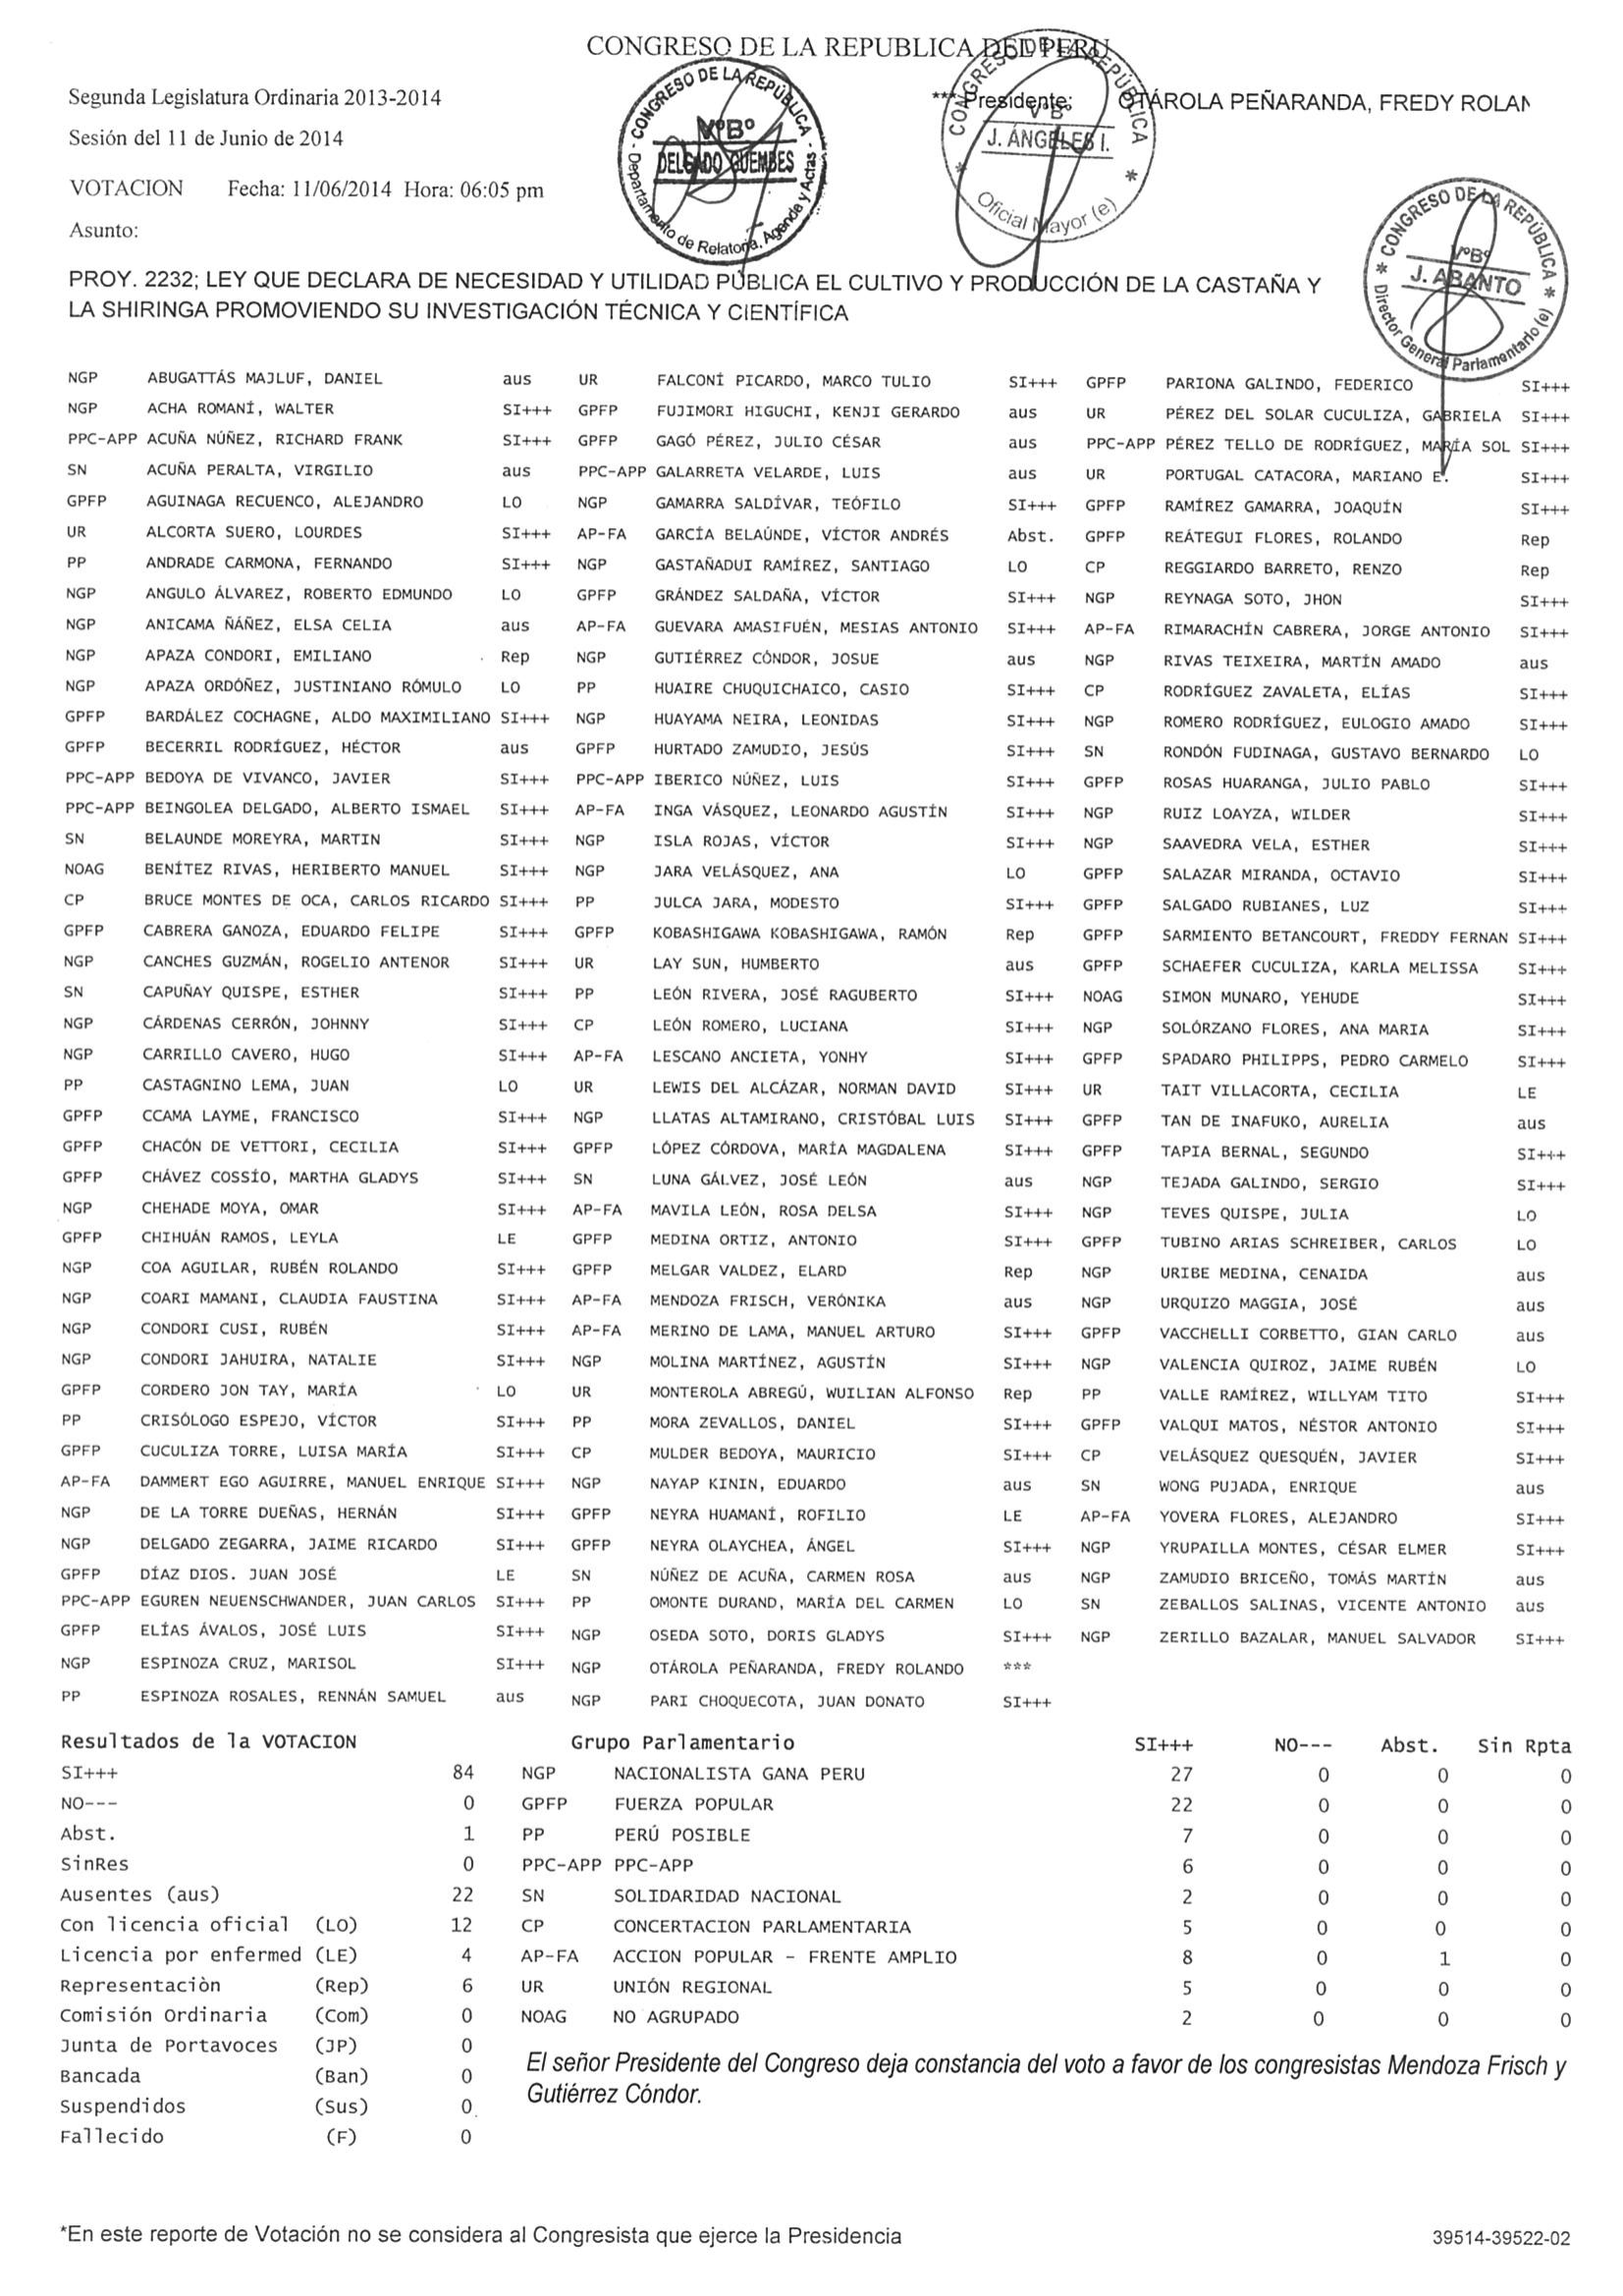 CONGRESO DE LA REPUBLICA DEL PERU
Segunda Legislatura Ordinaria 2013-2014
*** Presidente: OTÁROLA PEÑARANDA, FREDY ROLAN
Sesión del 11 de Junio de 2014
VOTACION Fecha: 11/06/2014 Hora: 06:05 pm
Asunto:
CONGRESO DE LA REPÚBLICA - Departamento de Relatoría, Agenda y Actas -
VºBº
DELGADO GUEMBES
CONGRESO DE LA REPÚBLICA * Oficial Mayor (e) *
VºBº
J. ÁNGELES I.
* CONGRESO DE LA REPÚBLICA * Director General Parlamentario (e)
VºBº
J. ABANTO
PROY. 2232; LEY QUE DECLARA DE NECESIDAD Y UTILIDAD PÚBLICA EL CULTIVO Y PRODUCCIÓN DE LA CASTAÑA Y
LA SHIRINGA PROMOVIENDO SU INVESTIGACIÓN TÉCNICA Y CIENTÍFICA
NGP ABUGATTÁS MAJLUF, DANIEL aus UR FALCONÍ PICARDO, MARCO TULIO SI+++ GPFP PARIONA GALINDO, FEDERICO SI+++
NGP ACHA ROMANÍ, WALTER SI+++ GPFP FUJIMORI HIGUCHI, KENJI GERARDO aus UR PÉREZ DEL SOLAR CUCULIZA, GABRIELA SI+++
PPC-APP ACUÑA NÚÑEZ, RICHARD FRANK SI+++ GPFP GAGÓ PÉREZ, JULIO CÉSAR aus PPC-APP PÉREZ TELLO DE RODRÍGUEZ, MARÍA SOL SI+++
SN ACUÑA PERALTA, VIRGILIO aus PPC-APP GALARRETA VELARDE, LUIS aus UR PORTUGAL CATACORA, MARIANO E. SI+++
GPFP AGUINAGA RECUENCO, ALEJANDRO LO NGP GAMARRA SALDÍVAR, TEÓFILO SI+++ GPFP RAMÍREZ GAMARRA, JOAQUÍN SI+++
UR ALCORTA SUERO, LOURDES SI+++ AP-FA GARCÍA BELAÚNDE, VÍCTOR ANDRÉS Abst. GPFP REÁTEGUI FLORES, ROLANDO Rep
PP ANDRADE CARMONA, FERNANDO SI+++ NGP GASTAÑADUI RAMÍREZ, SANTIAGO LO CP REGGIARDO BARRETO, RENZO Rep
NGP ANGULO ÁLVAREZ, ROBERTO EDMUNDO LO GPFP GRÁNDEZ SALDAÑA, VÍCTOR SI+++ NGP REYNAGA SOTO, JHON SI+++
NGP ANICAMA ÑÁÑEZ, ELSA CELIA aus AP-FA GUEVARA AMASIFUÉN, MESIAS ANTONIO SI+++ AP-FA RIMARACHÍN CABRERA, JORGE ANTONIO SI+++
NGP APAZA CONDORI, EMILIANO Rep NGP GUTIÉRREZ CÓNDOR, JOSUE aus NGP RIVAS TEIXEIRA, MARTÍN AMADO aus
NGP APAZA ORDÓÑEZ, JUSTINIANO RÓMULO LO PP HUAIRE CHUQUICHAICO, CASIO SI+++ CP RODRÍGUEZ ZAVALETA, ELÍAS SI+++
GPFP BARDÁLEZ COCHAGNE, ALDO MAXIMILIANO SI+++ NGP HUAYAMA NEIRA, LEONIDAS SI+++ NGP ROMERO RODRÍGUEZ, EULOGIO AMADO SI+++
GPFP BECERRIL RODRÍGUEZ, HÉCTOR aus GPFP HURTADO ZAMUDIO, JESÚS SI+++ SN RONDÓN FUDINAGA, GUSTAVO BERNARDO LO
PPC-APP BEDOYA DE VIVANCO, JAVIER SI+++ PPC-APP IBERICO NÚÑEZ, LUIS SI+++ GPFP ROSAS HUARANGA, JULIO PABLO SI+++
PPC-APP BEINGOLEA DELGADO, ALBERTO ISMAEL SI+++ AP-FA INGA VÁSQUEZ, LEONARDO AGUSTÍN SI+++ NGP RUIZ LOAYZA, WILDER SI+++
SN BELAUNDE MOREYRA, MARTIN SI+++ NGP ISLA ROJAS, VÍCTOR SI+++ NGP SAAVEDRA VELA, ESTHER SI+++
NOAG BENÍTEZ RIVAS, HERIBERTO MANUEL SI+++ NGP JARA VELÁSQUEZ, ANA LO GPFP SALAZAR MIRANDA, OCTAVIO SI+++
CP BRUCE MONTES DE OCA, CARLOS RICARDO SI+++ PP JULCA JARA, MODESTO SI+++ GPFP SALGADO RUBIANES, LUZ SI+++
GPFP CABRERA GANOZA, EDUARDO FELIPE SI+++ GPFP KOBASHIGAWA KOBASHIGAWA, RAMÓN Rep GPFP SARMIENTO BETANCOURT, FREDDY FERNAN SI+++
NGP CANCHES GUZMÁN, ROGELIO ANTENOR SI+++ UR LAY SUN, HUMBERTO aus GPFP SCHAEFER CUCULIZA, KARLA MELISSA SI+++
SN CAPUÑAY QUISPE, ESTHER SI+++ PP LEÓN RIVERA, JOSÉ RAGUBERTO SI+++ NOAG SIMON MUNARO, YEHUDE SI+++
NGP CÁRDENAS CERRÓN, JOHNNY SI+++ CP LEÓN ROMERO, LUCIANA SI+++ NGP SOLÓRZANO FLORES, ANA MARIA SI+++
NGP CARRILLO CAVERO, HUGO SI+++ AP-FA LESCANO ANCIETA, YONHY SI+++ GPFP SPADARO PHILIPPS, PEDRO CARMELO SI+++
PP CASTAGNINO LEMA, JUAN LO UR LEWIS DEL ALCÁZAR, NORMAN DAVID SI+++ UR TAIT VILLACORTA, CECILIA LE
GPFP CCAMA LAYME, FRANCISCO SI+++ NGP LLATAS ALTAMIRANO, CRISTÓBAL LUIS SI+++ GPFP TAN DE INAFUKO, AURELIA aus
GPFP CHACÓN DE VETTORI, CECILIA SI+++ GPFP LÓPEZ CÓRDOVA, MARÍA MAGDALENA SI+++ GPFP TAPIA BERNAL, SEGUNDO SI+++
GPFP CHÁVEZ COSSÍO, MARTHA GLADYS SI+++ SN LUNA GÁLVEZ, JOSÉ LEÓN aus NGP TEJADA GALINDO, SERGIO SI+++
NGP CHEHADE MOYA, OMAR SI+++ AP-FA MAVILA LEÓN, ROSA DELSA SI+++ NGP TEVES QUISPE, JULIA LO
GPFP CHIHUÁN RAMOS, LEYLA LE GPFP MEDINA ORTIZ, ANTONIO SI+++ GPFP TUBINO ARIAS SCHREIBER, CARLOS LO
NGP COA AGUILAR, RUBÉN ROLANDO SI+++ GPFP MELGAR VALDEZ, ELARD Rep NGP URIBE MEDINA, CENAIDA aus
NGP COARI MAMANI, CLAUDIA FAUSTINA SI+++ AP-FA MENDOZA FRISCH, VERÓNIKA aus NGP URQUIZO MAGGIA, JOSÉ aus
NGP CONDORI CUSI, RUBÉN SI+++ AP-FA MERINO DE LAMA, MANUEL ARTURO SI+++ GPFP VACCHELLI CORBETTO, GIAN CARLO aus
NGP CONDORI JAHUIRA, NATALIE SI+++ NGP MOLINA MARTÍNEZ, AGUSTÍN SI+++ NGP VALENCIA QUIROZ, JAIME RUBÉN LO
GPFP CORDERO JON TAY, MARÍA LO UR MONTEROLA ABREGÚ, WUILIAN ALFONSO Rep PP VALLE RAMÍREZ, WILLYAM TITO SI+++
PP CRISÓLOGO ESPEJO, VÍCTOR SI+++ PP MORA ZEVALLOS, DANIEL SI+++ GPFP VALQUI MATOS, NÉSTOR ANTONIO SI+++
GPFP CUCULIZA TORRE, LUISA MARÍA SI+++ CP MULDER BEDOYA, MAURICIO SI+++ CP VELÁSQUEZ QUESQUÉN, JAVIER SI+++
AP-FA DAMMERT EGO AGUIRRE, MANUEL ENRIQUE SI+++ NGP NAYAP KININ, EDUARDO aus SN WONG PUJADA, ENRIQUE aus
NGP DE LA TORRE DUEÑAS, HERNÁN SI+++ GPFP NEYRA HUAMANÍ, ROFILIO LE AP-FA YOVERA FLORES, ALEJANDRO SI+++
NGP DELGADO ZEGARRA, JAIME RICARDO SI+++ GPFP NEYRA OLAYCHEA, ÁNGEL SI+++ NGP YRUPAILLA MONTES, CÉSAR ELMER SI+++
GPFP DÍAZ DIOS. JUAN JOSÉ LE SN NÚÑEZ DE ACUÑA, CARMEN ROSA aus NGP ZAMUDIO BRICEÑO, TOMÁS MARTÍN aus
PPC-APP EGUREN NEUENSCHWANDER, JUAN CARLOS SI+++ PP OMONTE DURAND, MARÍA DEL CARMEN LO SN ZEBALLOS SALINAS, VICENTE ANTONIO aus
GPFP ELÍAS ÁVALOS, JOSÉ LUIS SI+++ NGP OSEDA SOTO, DORIS GLADYS SI+++ NGP ZERILLO BAZALAR, MANUEL SALVADOR SI+++
NGP ESPINOZA CRUZ, MARISOL SI+++ NGP OTÁROLA PEÑARANDA, FREDY ROLANDO ***
PP ESPINOZA ROSALES, RENNÁN SAMUEL aus NGP PARI CHOQUECOTA, JUAN DONATO SI+++
Resultados de la VOTACION Grupo Parlamentario SI+++ NO--- Abst. Sin Rpta
SI+++ 84 NGP NACIONALISTA GANA PERU 27 0 0 0
NO--- 0 GPFP FUERZA POPULAR 22 0 0 0
Abst. 1 PP PERÚ POSIBLE 7 0 0 0
SinRes 0 PPC-APP PPC-APP 6 0 0 0
Ausentes (aus) 22 SN SOLIDARIDAD NACIONAL 2 0 0 0
Con licencia oficial (LO) 12 CP CONCERTACION PARLAMENTARIA 5 0 0 0
Licencia por enfermed (LE) 4 AP-FA ACCION POPULAR - FRENTE AMPLIO 8 0 1 0
Representaciòn (Rep) 6 UR UNIÓN REGIONAL 5 0 0 0
Comisión Ordinaria (Com) 0 NOAG NO AGRUPADO 2 0 0 0
Junta de Portavoces (JP) 0
Bancada (Ban) 0
Suspendidos (Sus) 0
Fallecido (F) 0
El señor Presidente del Congreso deja constancia del voto a favor de los congresistas Mendoza Frisch y
Gutiérrez Cóndor.
*En este reporte de Votación no se considera al Congresista que ejerce la Presidencia
39514-39522-02